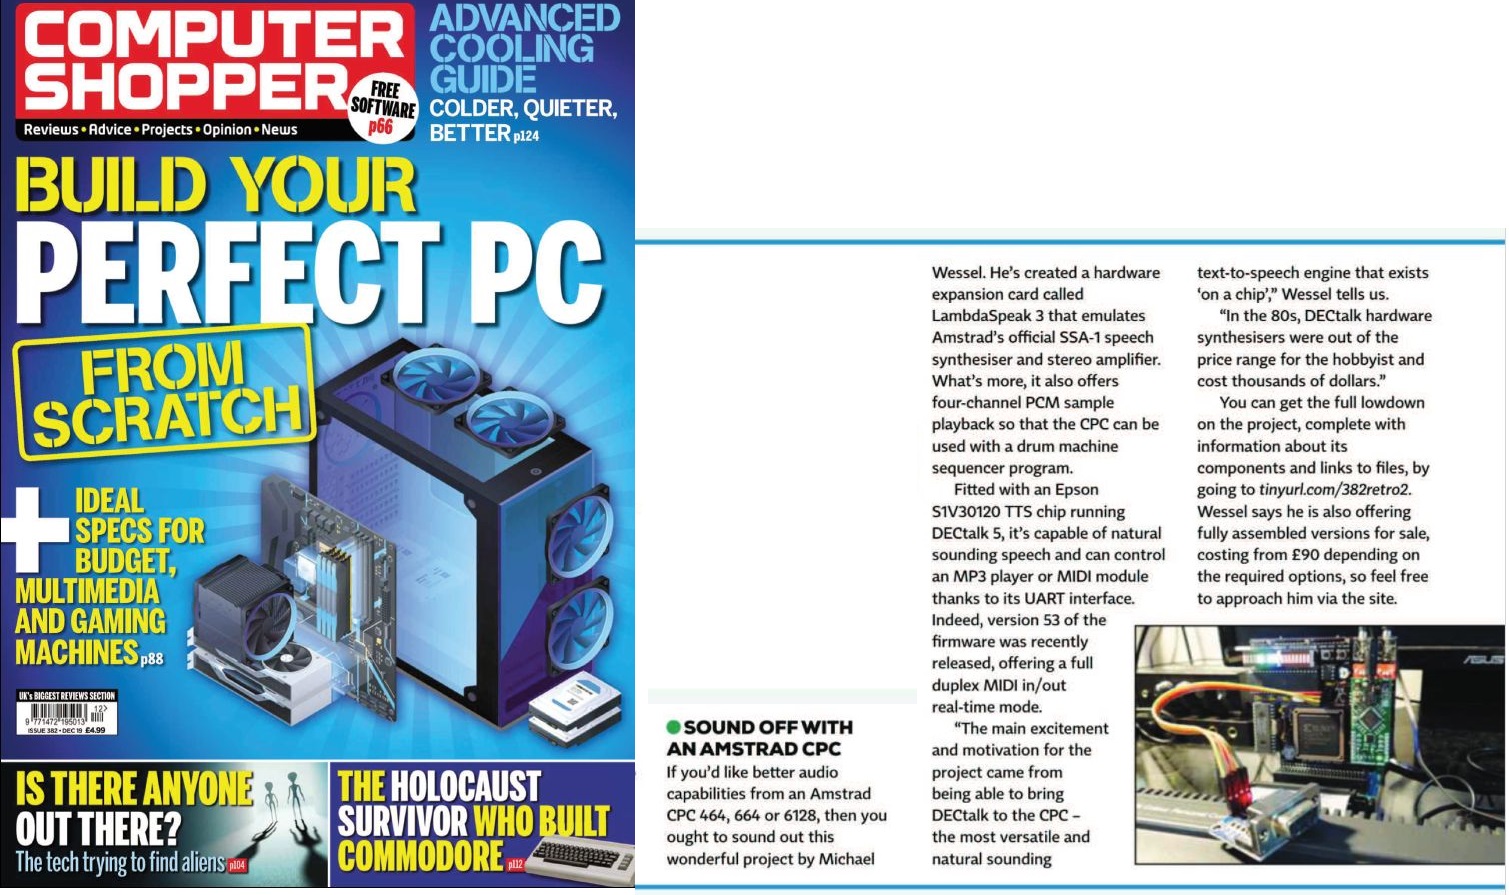 COMPUTER
SHOPPER
FREE
SOFTWARE
p66
Reviews • Advice • Projects • Opinion • News
ADVANCED
COOLING
GUIDE
COLDER, QUIETER,
BETTER p124
BUILD YOUR
PERFECT PC
FROM
SCRATCH
+ IDEAL
SPECS FOR
BUDGET,
MULTIMEDIA
AND GAMING
MACHINES p88
UK's BIGGEST REVIEWS SECTION
12>
9 771472 195013
ISSUE 382 • DEC 19 £4.99
IS THERE ANYONE
OUT THERE?
The tech trying to find aliens p104
THE HOLOCAUST
SURVIVOR WHO BUILT
COMMODORE p112
SOUND OFF WITH
AN AMSTRAD CPC
If you'd like better audio
capabilities from an Amstrad
CPC 464, 664 or 6128, then you
ought to sound out this
wonderful project by Michael
Wessel. He's created a hardware
expansion card called
LambdaSpeak 3 that emulates
Amstrad's official SSA-1 speech
synthesiser and stereo amplifier.
What's more, it also offers
four-channel PCM sample
playback so that the CPC can be
used with a drum machine
sequencer program.
Fitted with an Epson
S1V30120 TTS chip running
DECtalk 5, it's capable of natural
sounding speech and can control
an MP3 player or MIDI module
thanks to its UART interface.
Indeed, version 53 of the
firmware was recently
released, offering a full
duplex MIDI in/out
real-time mode.
"The main excitement
and motivation for the
project came from
being able to bring
DECtalk to the CPC –
the most versatile and
natural sounding
text-to-speech engine that exists
'on a chip'," Wessel tells us.
"In the 80s, DECtalk hardware
synthesisers were out of the
price range for the hobbyist and
cost thousands of dollars."
You can get the full lowdown
on the project, complete with
information about its
components and links to files, by
going to tinyurl.com/382retro2.
Wessel says he is also offering
fully assembled versions for sale,
costing from £90 depending on
the required options, so feel free
to approach him via the site.
ASUS